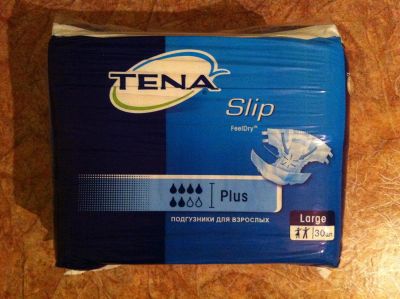 TENA
Slip
FeelDry™
Plus
ПОДГУЗНИКИ ДЛЯ ВЗРОСЛЫХ
Large
30 шт.